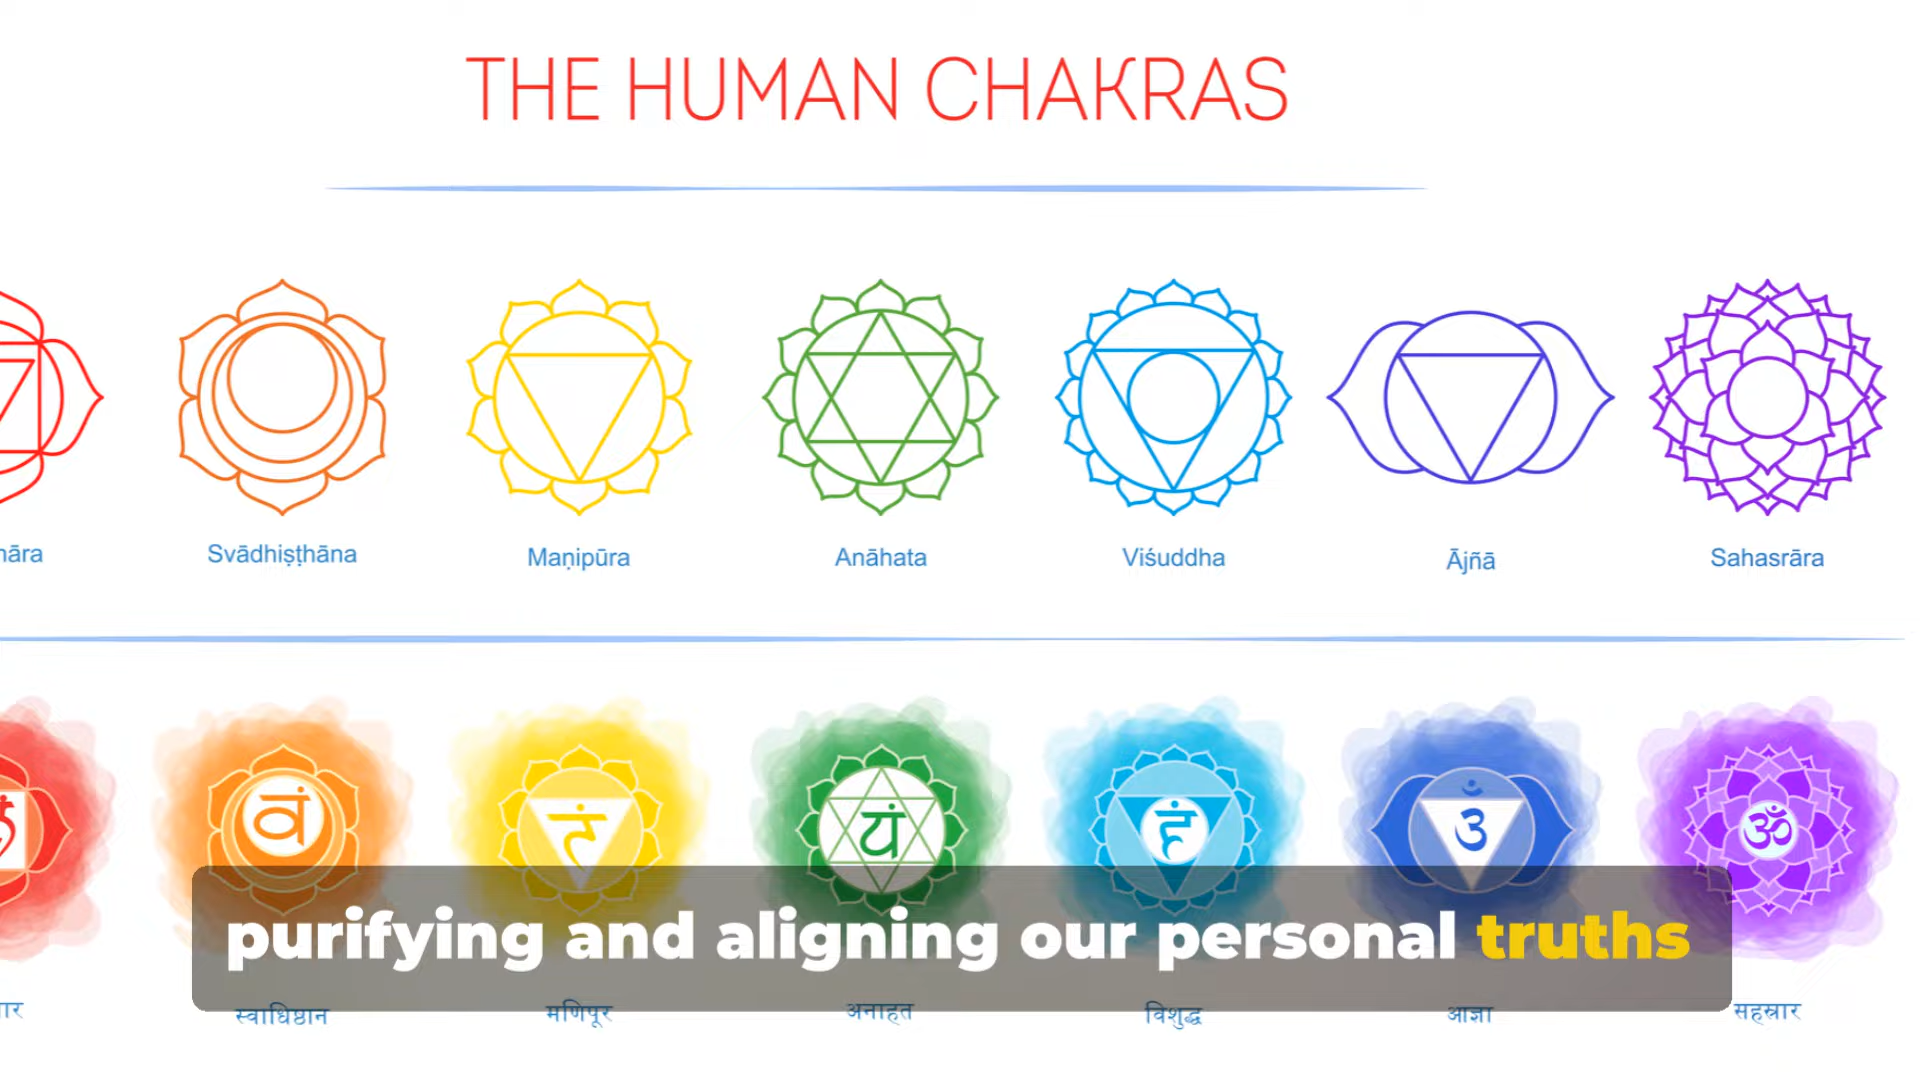 THE HUMAN CHAKRAS
Svādhiṣṭhāna Maṇipūra Anāhata Viśuddha Ājñā Sahasrāra
वं रं यं हं ॐ
purifying and aligning our personal truths
स्वाधिष्ठान मणिपूर अनाहत विशुद्ध आज्ञा सहस्रार